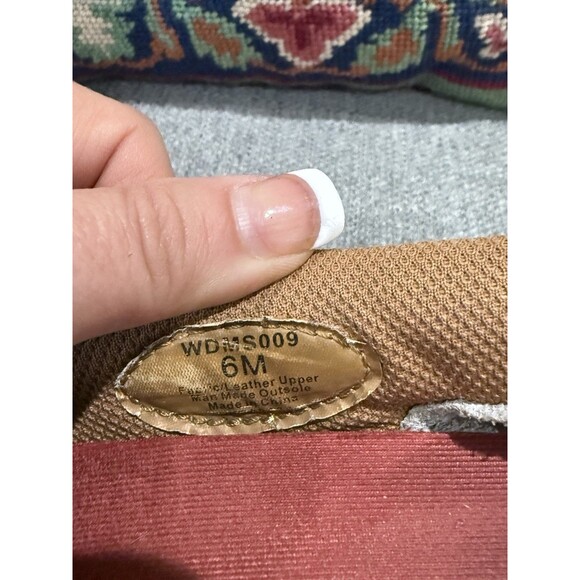 WDMS009
6M
Fabric/Leather Upper
Man Made Outsole
Made in China